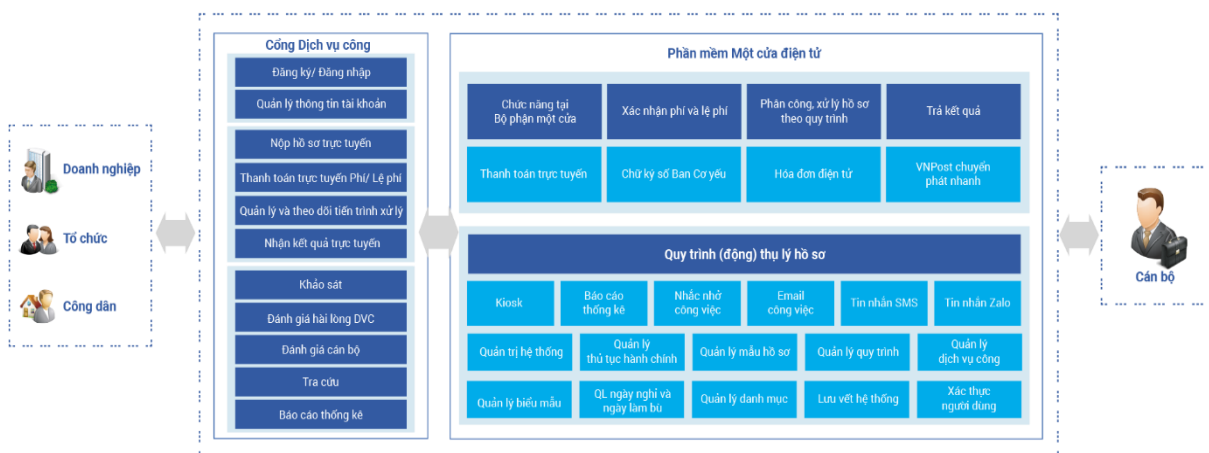 Doanh nghiệp
Tổ chức
Công dân
Cổng Dịch vụ công
Đăng ký/ Đăng nhập
Quản lý thông tin tài khoản
Nộp hồ sơ trực tuyến
Thanh toán trực tuyến Phí/ Lệ phí
Quản lý và theo dõi tiến trình xử lý
Nhận kết quả trực tuyến
Khảo sát
Đánh giá hài lòng DVC
Đánh giá cán bộ
Tra cứu
Báo cáo thống kê
Phần mềm Một cửa điện tử
Chức năng tại
Bộ phận một cửa
Xác nhận phí và lệ phí
Phân công, xử lý hồ sơ
theo quy trình
Trả kết quả
Thanh toán trực tuyến
Chữ ký số Ban Cơ yếu
Hóa đơn điện tử
VNPost chuyển
phát nhanh
Quy trình (động) thụ lý hồ sơ
Kiosk
Báo cáo
thống kê
Nhắc nhở
công việc
Email
công việc
Tin nhắn SMS
Tin nhắn Zalo
Quản trị hệ thống
Quản lý
thủ tục hành chính
Quản lý mẫu hồ sơ
Quản lý quy trình
Quản lý
dịch vụ công
Quản lý biểu mẫu
QL ngày nghỉ và
ngày làm bù
Quản lý danh mục
Lưu vết hệ thống
Xác thực
người dùng
Cán bộ